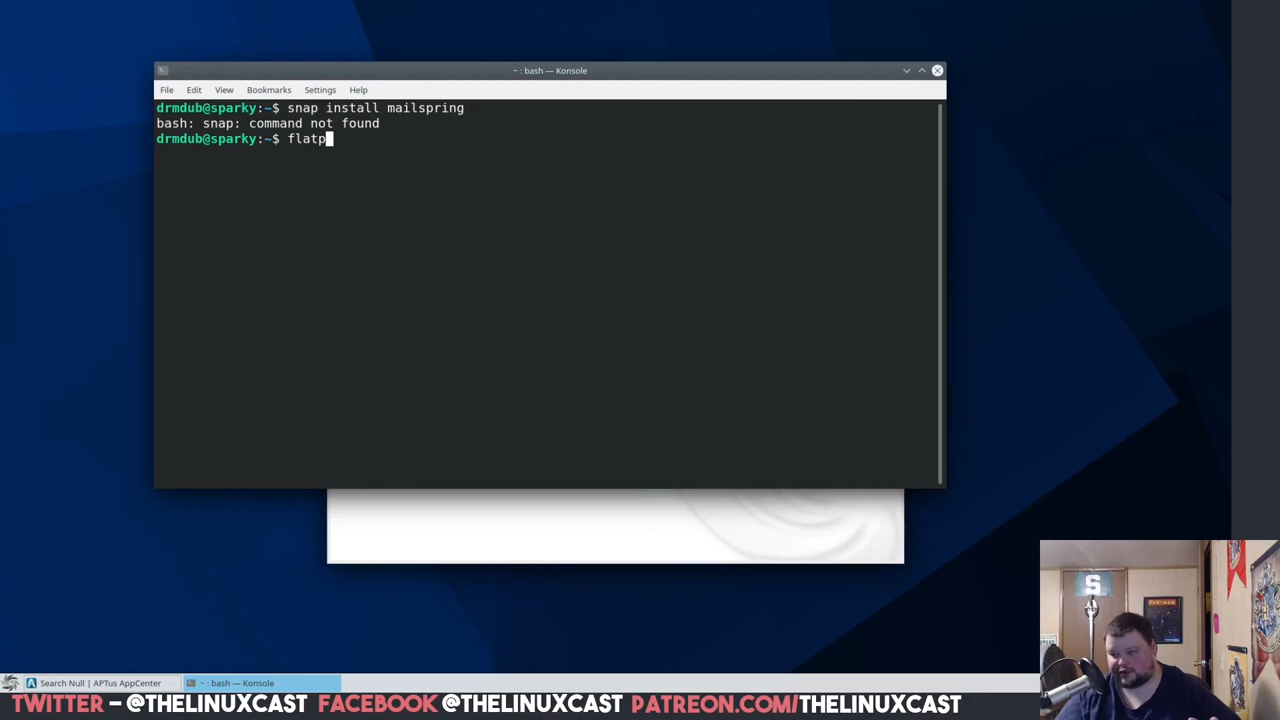 ~ : bash — Konsole
File Edit View Bookmarks Settings Help
drmdub@sparky:~$ snap install mailspring
bash: snap: command not found
drmdub@sparky:~$ flatp
S
Search Null | APTus AppCenter
~ : bash — Konsole
TWITTER – @THELINUXCAST FACEBOOK @THELINUXCAST PATREON.COM/THELINUXCAST